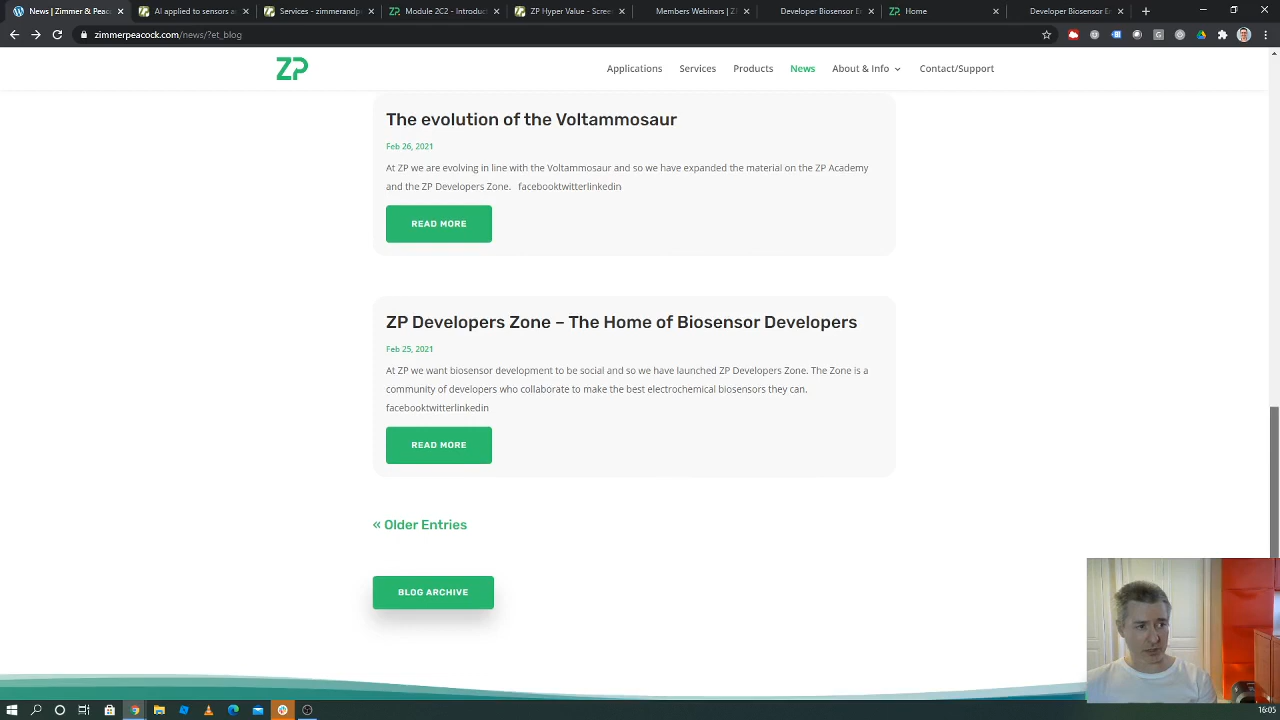 News | Zimmer & Peaco
AI applied to sensors a
Services - zimmerandp
Module 2C2 - Introduct
ZP Hyper Value - Scree
Members Webinars | Z
Developer Biosensor E
Home
Developer Biosensor E
zimmerpeacock.com/news/?et_blog
ZP
Applications
Services
Products
News
About & Info
Contact/Support
The evolution of the Voltammosaur
Feb 26, 2021
At ZP we are evolving in line with the Voltammosaur and so we have expanded the material on the ZP Academy
and the ZP Developers Zone. facebooktwitterlinkedin
READ MORE
ZP Developers Zone – The Home of Biosensor Developers
Feb 25, 2021
At ZP we want biosensor development to be social and so we have launched ZP Developers Zone. The Zone is a
community of developers who collaborate to make the best electrochemical biosensors they can.
facebooktwitterlinkedin
READ MORE
« Older Entries
BLOG ARCHIVE
16:05